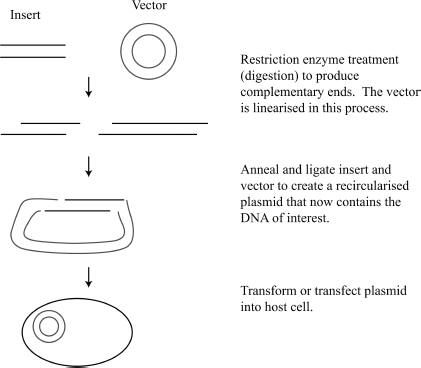 Insert
Vector
Restriction enzyme treatment
(digestion) to produce
complementary ends.  The vector
is linearised in this process.
Anneal and ligate insert and
vector to create a recircularised
plasmid that now contains the
DNA of interest.
Transform or transfect plasmid
into host cell.